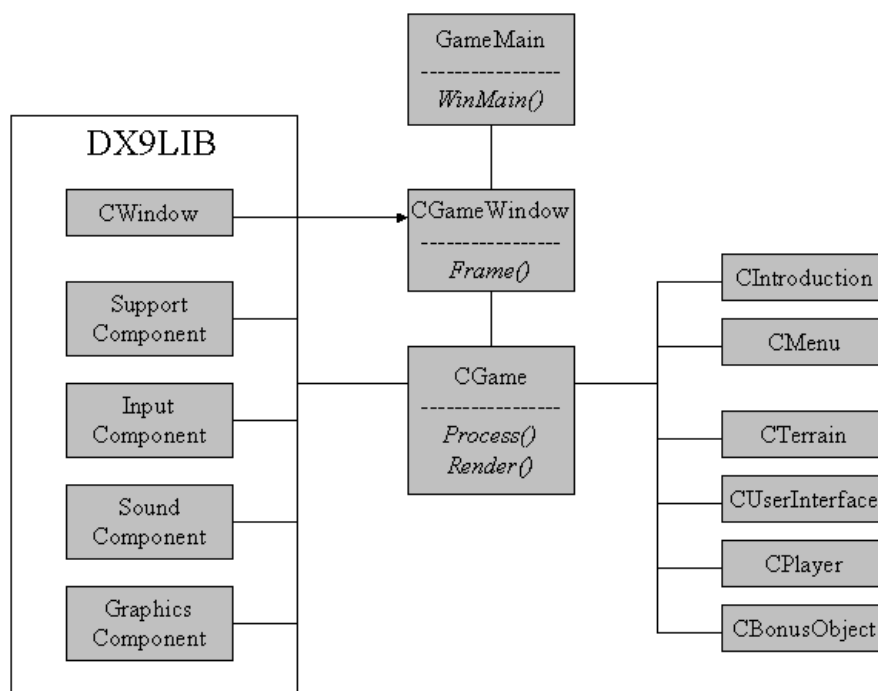 GameMain
------------------
WinMain()
DX9LIB
CWindow
CGameWindow
------------------
Frame()
Support
Component
CIntroduction
CMenu
CGame
------------------
Process()
Render()
Input
Component
CTerrain
CUserInterface
Sound
Component
CPlayer
Graphics
Component
CBonusObject